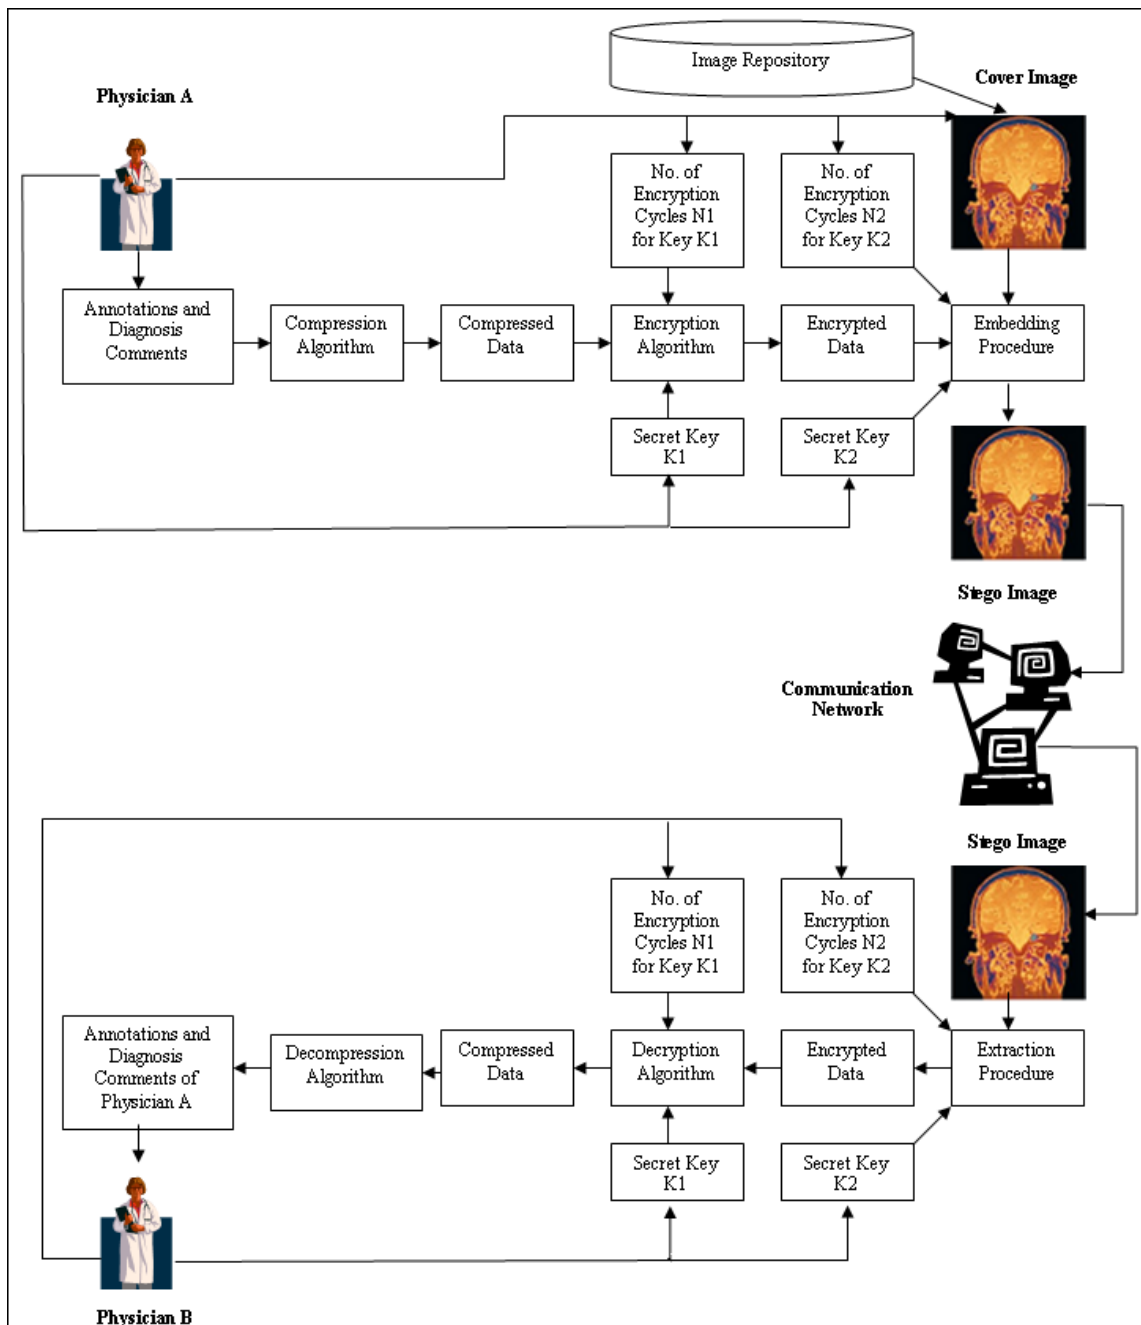 Image Repository
Physician A
Cover Image
No. of
Encryption
Cycles N1
for Key K1
No. of
Encryption
Cycles N2
for Key K2
Annotations and
Diagnosis
Comments
Compression
Algorithm
Compressed
Data
Encryption
Algorithm
Encrypted
Data
Embedding
Procedure
Secret Key
K1
Secret Key
K2
Stego Image
Communication
Network
Stego Image
No. of
Encryption
Cycles N1
for Key K1
No. of
Encryption
Cycles N2
for Key K2
Annotations and
Diagnosis
Comments of
Physician A
Decompression
Algorithm
Compressed
Data
Decryption
Algorithm
Encrypted
Data
Extraction
Procedure
Secret Key
K1
Secret Key
K2
Physician B